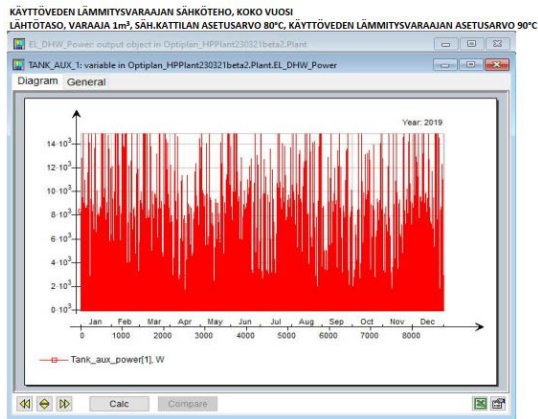 KÄYTTÖVEDEN LÄMMITYSVARAAJAN SÄHKÖTEHO, KOKO VUOSI
LÄHTÖTASO, VARAAJA 1m³, SÄH.KATTILAN ASETUSARVO 80°C, KÄYTTÖVEDEN LÄMMITYSVARAAJAN ASETUSARVO 90°C
EL_DHW_Power: output object in Optiplan_HPPlant230321beta2.Plant
TANK_AUX_1: variable in Optiplan_HPPlant230321beta2.Plant.EL_DHW_Power
Diagram General
Year: 2019
14·10³
12·10³
10·10³
8·10³
6·10³
4·10³
2·10³
0·10³
Jan Feb Mar Apr May Jun Jul Aug Sep Oct Nov Dec
0 1000 2000 3000 4000 5000 6000 7000 8000
Tank_aux_power[1], W
Calc Compare